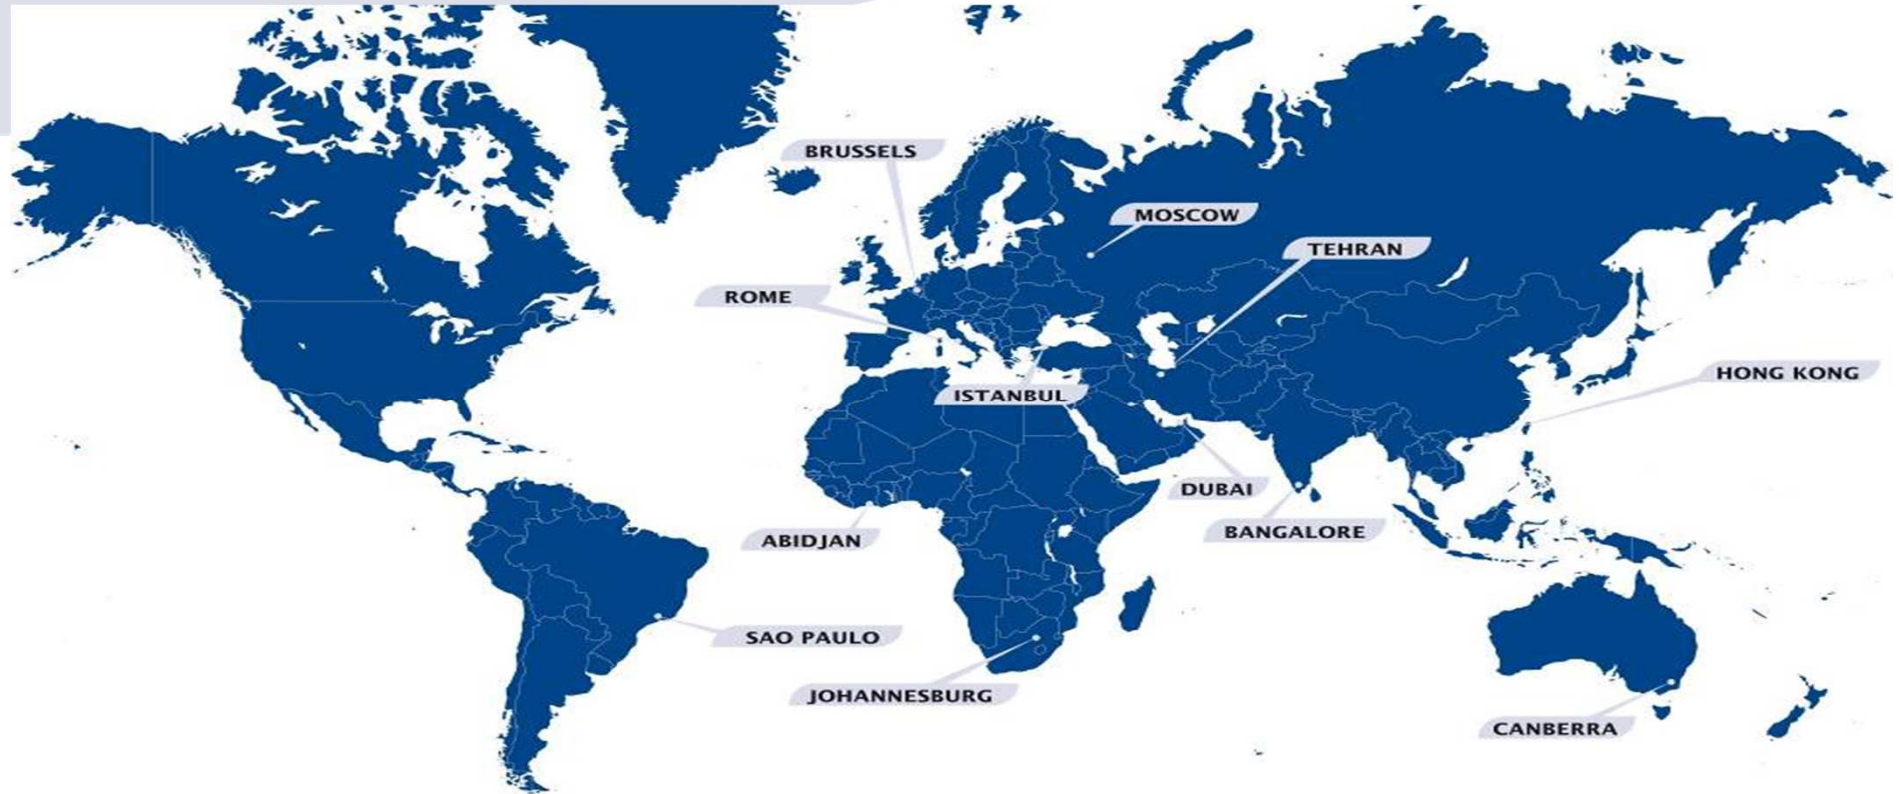 BRUSSELS
MOSCOW
TEHRAN
ROME
HONG KONG
ISTANBUL
DUBAI
BANGALORE
ABIDJAN
SAO PAULO
JOHANNESBURG
CANBERRA